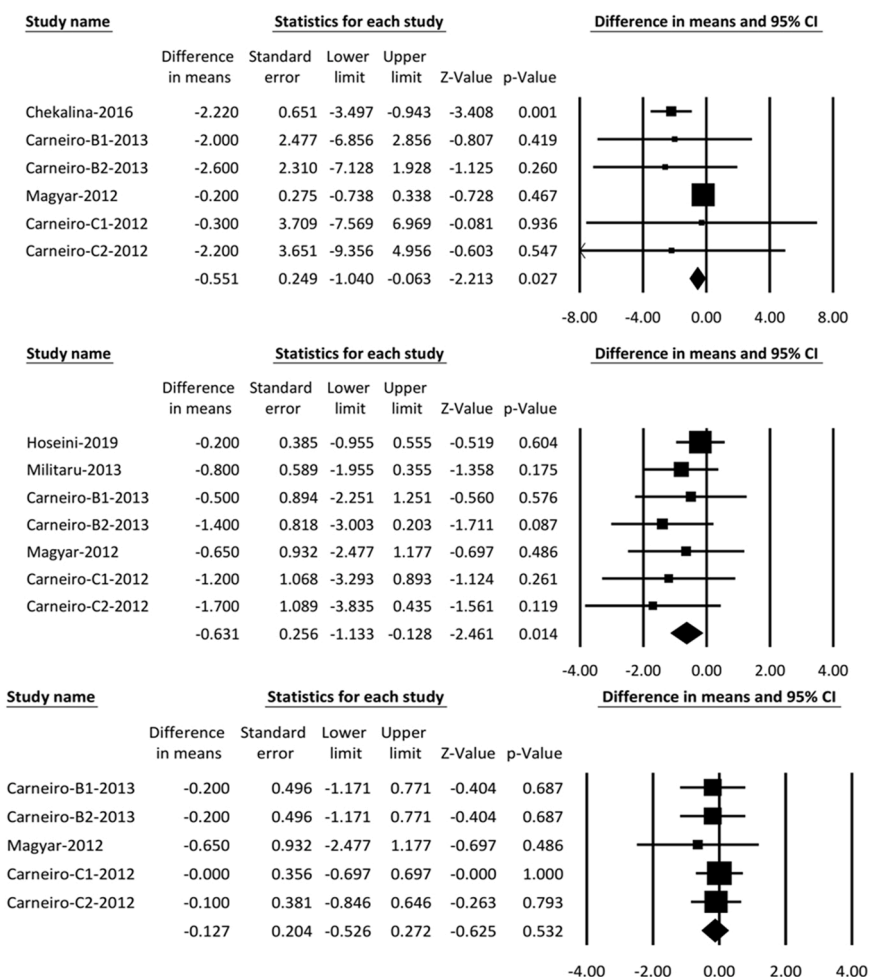 Study name Statistics for each study Difference in means and 95% CI
Difference Standard Lower Upper
in means error limit limit Z-Value p-Value
Chekalina-2016 -2.220 0.651 -3.497 -0.943 -3.408 0.001
Carneiro-B1-2013 -2.000 2.477 -6.856 2.856 -0.807 0.419
Carneiro-B2-2013 -2.600 2.310 -7.128 1.928 -1.125 0.260
Magyar-2012 -0.200 0.275 -0.738 0.338 -0.728 0.467
Carneiro-C1-2012 -0.300 3.709 -7.569 6.969 -0.081 0.936
Carneiro-C2-2012 -2.200 3.651 -9.356 4.956 -0.603 0.547
-0.551 0.249 -1.040 -0.063 -2.213 0.027
-8.00 -4.00 0.00 4.00 8.00
Study name Statistics for each study Difference in means and 95% CI
Difference Standard Lower Upper
in means error limit limit Z-Value p-Value
Hoseini-2019 -0.200 0.385 -0.955 0.555 -0.519 0.604
Militaru-2013 -0.800 0.589 -1.955 0.355 -1.358 0.175
Carneiro-B1-2013 -0.500 0.894 -2.251 1.251 -0.560 0.576
Carneiro-B2-2013 -1.400 0.818 -3.003 0.203 -1.711 0.087
Magyar-2012 -0.650 0.932 -2.477 1.177 -0.697 0.486
Carneiro-C1-2012 -1.200 1.068 -3.293 0.893 -1.124 0.261
Carneiro-C2-2012 -1.700 1.089 -3.835 0.435 -1.561 0.119
-0.631 0.256 -1.133 -0.128 -2.461 0.014
-4.00 -2.00 0.00 2.00 4.00
Study name Statistics for each study Difference in means and 95% CI
Difference Standard Lower Upper
in means error limit limit Z-Value p-Value
Carneiro-B1-2013 -0.200 0.496 -1.171 0.771 -0.404 0.687
Carneiro-B2-2013 -0.200 0.496 -1.171 0.771 -0.404 0.687
Magyar-2012 -0.650 0.932 -2.477 1.177 -0.697 0.486
Carneiro-C1-2012 -0.000 0.356 -0.697 0.697 -0.000 1.000
Carneiro-C2-2012 -0.100 0.381 -0.846 0.646 -0.263 0.793
-0.127 0.204 -0.526 0.272 -0.625 0.532
-4.00 -2.00 0.00 2.00 4.00